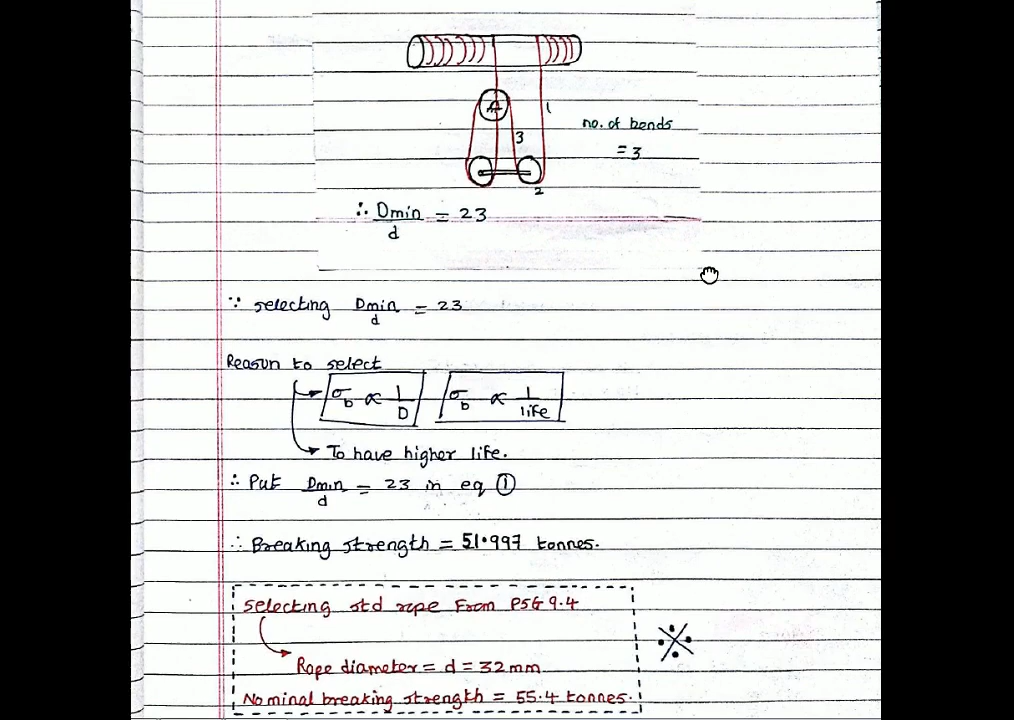 A
1
no. of bends
3
= 3
2
∴ Dmin/d = 23
∵ selecting Dmin/d = 23
Reason to select
σb ∝ 1/D σb ∝ 1/life
To have higher life.
∴ Put Dmin/d = 23 in eq ①
∴ Breaking strength = 51.997 tonnes.
selecting std rope From PSG 9.4
Rope diameter = d = 32 mm
Nominal breaking strength = 55.4 tonnes.